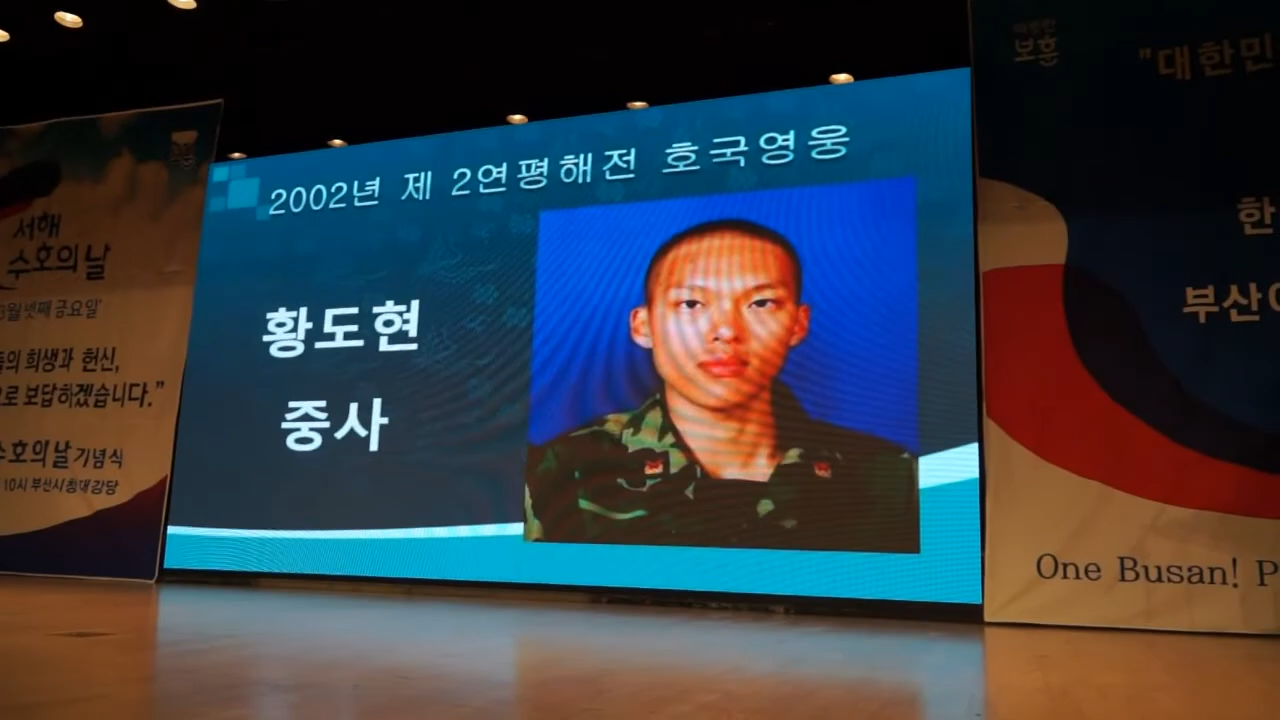 서해
수호의 날
3월 넷째 금요일'
희생과 헌신,
보답하겠습니다."
수호의 날 기념식
10시 부산시청 대강당
2002년 제 2연평해전 호국영웅
황도현
중사
보훈
"대한민
한
부산
One Busan! P